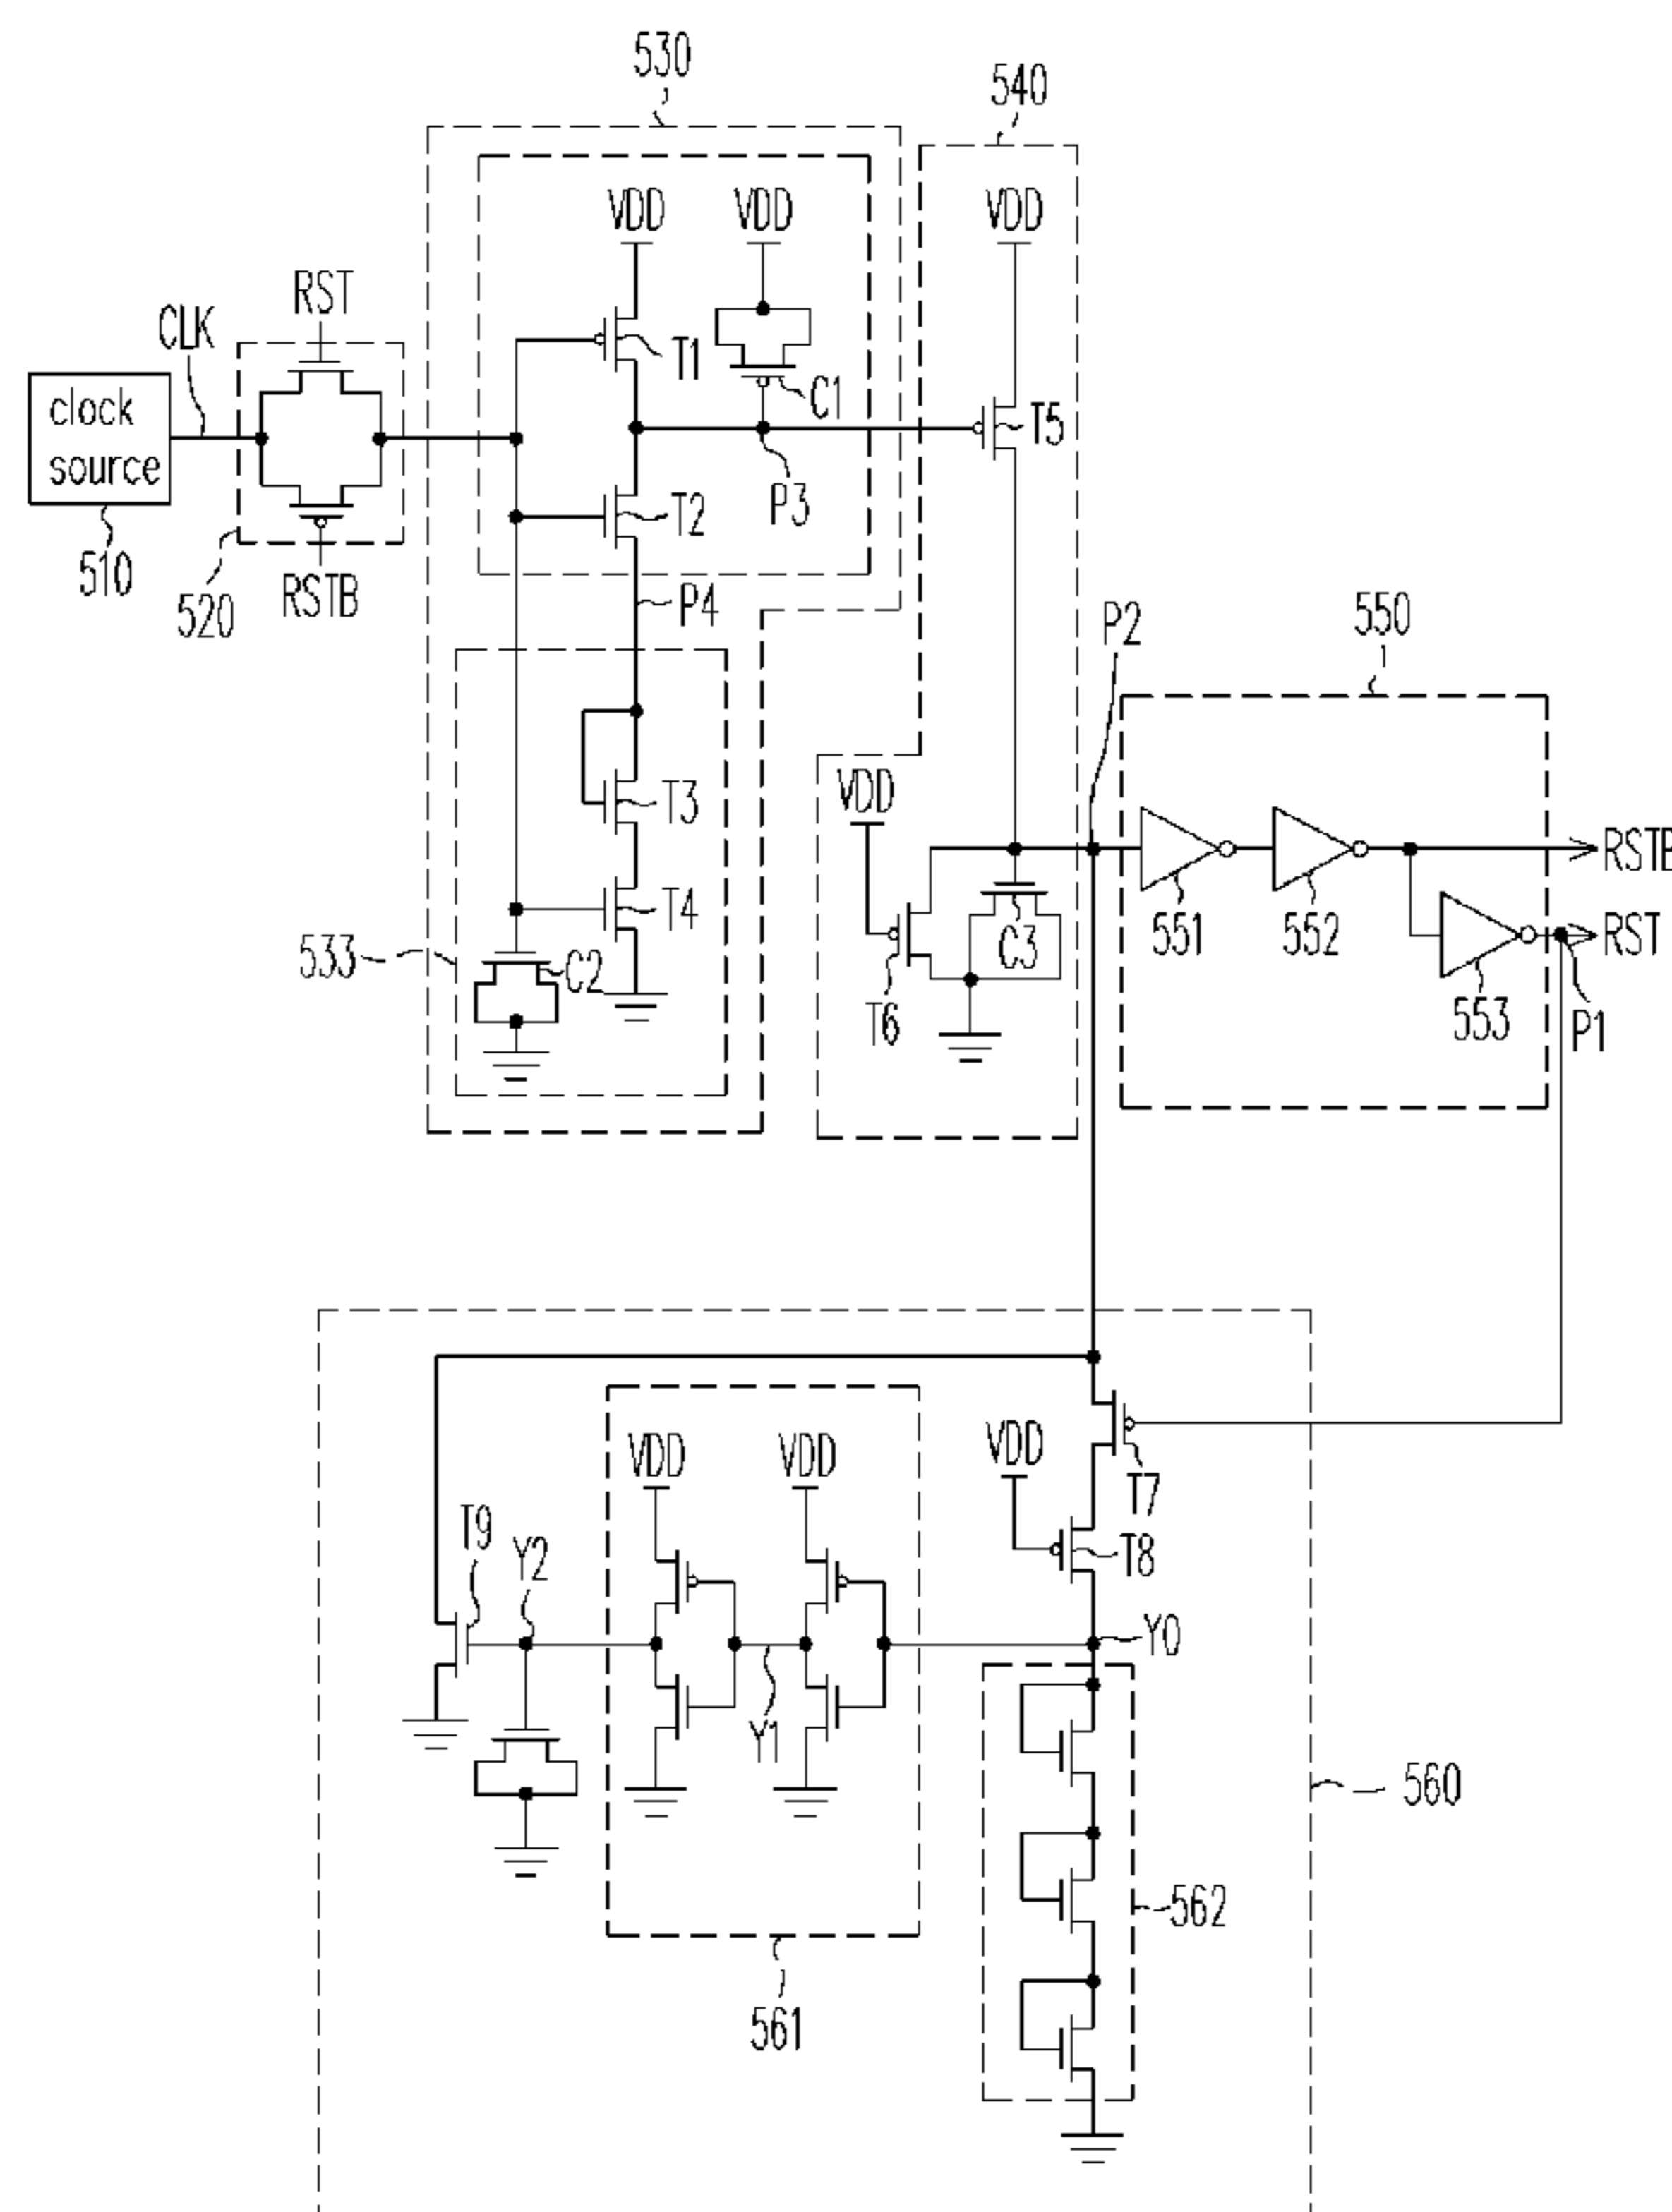 530
540
VDD
VDD
VDD
RST
CLK
T1
C1
T5
clock
source
P3
T2
510
520
RSTB
P4
P2
550
VDD
T3
RSTB
T4
551
552
RST
533
C2
C3
T6
553
P1
VDD
VDD
VDD
T7
T9
Y2
T8
Y0
Y1
560
562
561